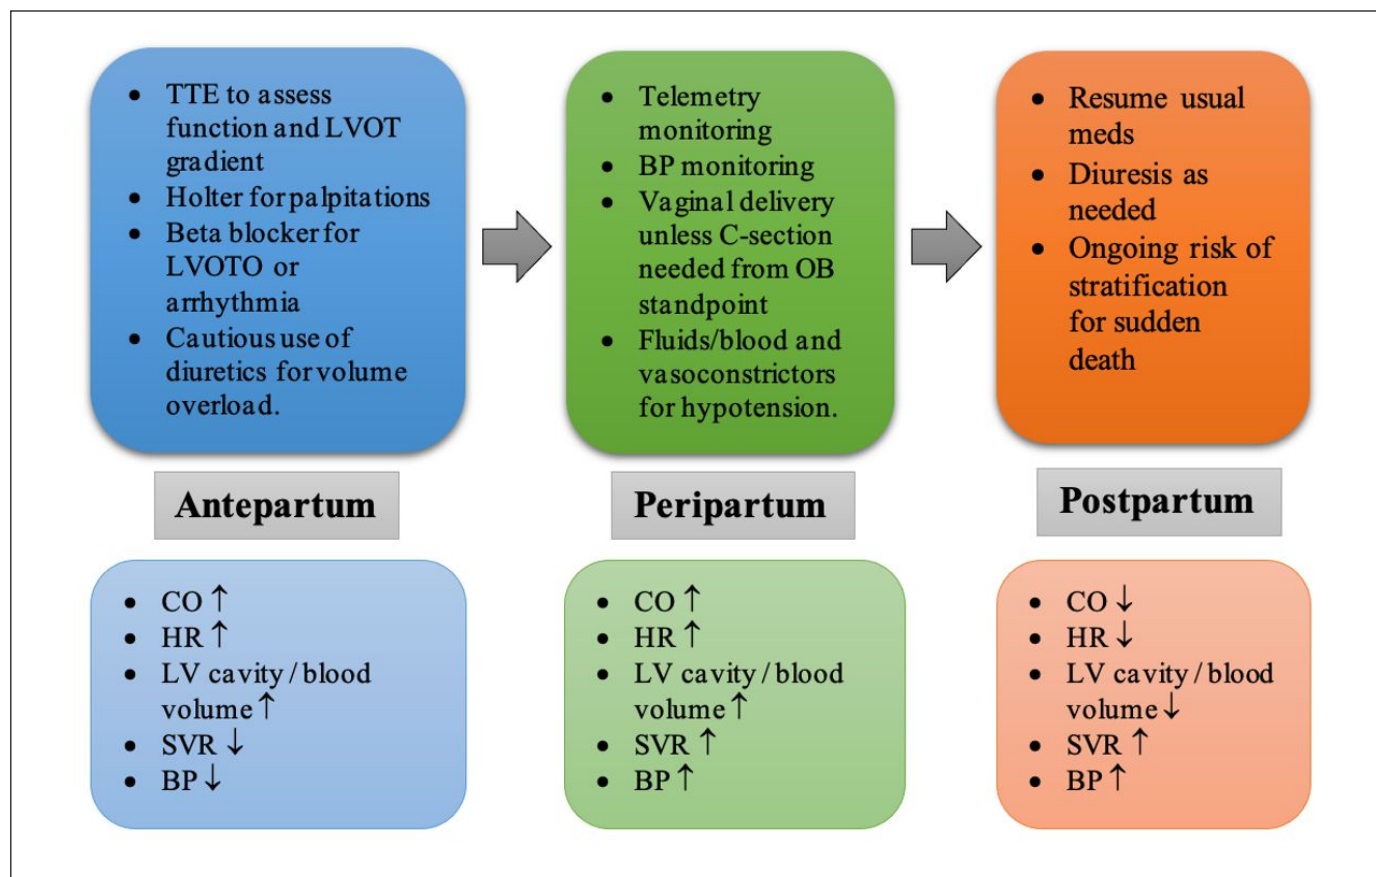 • TTE to assess
function and LVOT
gradient
• Holter for palpitations
• Beta blocker for
LVOTO or
arrhythmia
• Cautious use of
diuretics for volume
overload.
• Telemetry
monitoring
• BP monitoring
• Vaginal delivery
unless C-section
needed from OB
standpoint
• Fluids/blood and
vasoconstrictors
for hypotension.
• Resume usual
meds
• Diuresis as
needed
• Ongoing risk of
stratification
for sudden
death
Antepartum
Peripartum
Postpartum
• CO ↑
• HR ↑
• LV cavity / blood
volume ↑
• SVR ↓
• BP ↓
• CO ↑
• HR ↑
• LV cavity / blood
volume ↑
• SVR ↑
• BP ↑
• CO ↓
• HR ↓
• LV cavity / blood
volume ↓
• SVR ↑
• BP ↑